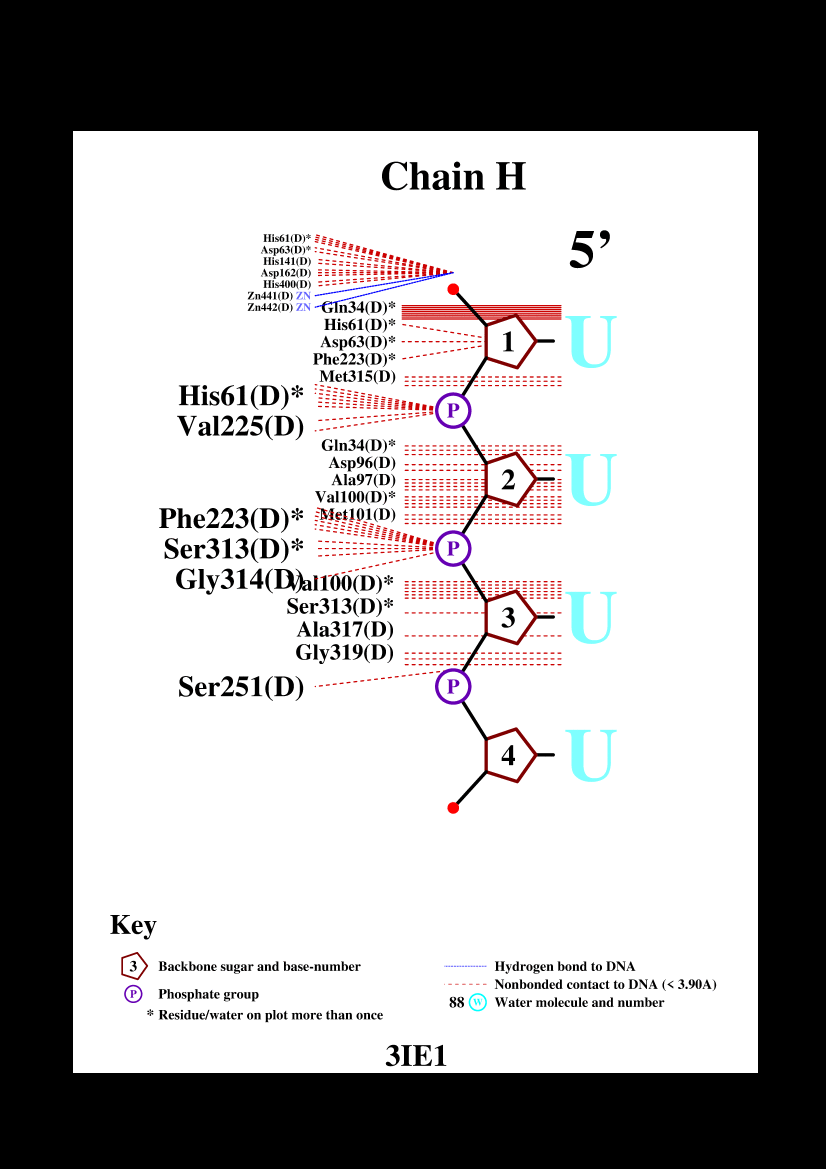 Chain H
5’
His61(D)*
Asp63(D)*
His141(D)
Asp162(D)
His400(D)
Zn441(D) ZN
Zn442(D) ZN
Gln34(D)*
His61(D)*
Asp63(D)*
Phe223(D)*
Met315(D)
1
U
His61(D)*
Val225(D)
P
Gln34(D)*
Asp96(D)
Ala97(D)
Val100(D)*
Met101(D)
2
U
Phe223(D)*
Ser313(D)*
Gly314(D)
P
Val100(D)*
Ser313(D)*
Ala317(D)
Gly319(D)
3
U
Ser251(D)
P
4
U
Key
3 Backbone sugar and base-number
P Phosphate group
* Residue/water on plot more than once
Hydrogen bond to DNA
Nonbonded contact to DNA (< 3.90A)
88 W Water molecule and number
3IE1